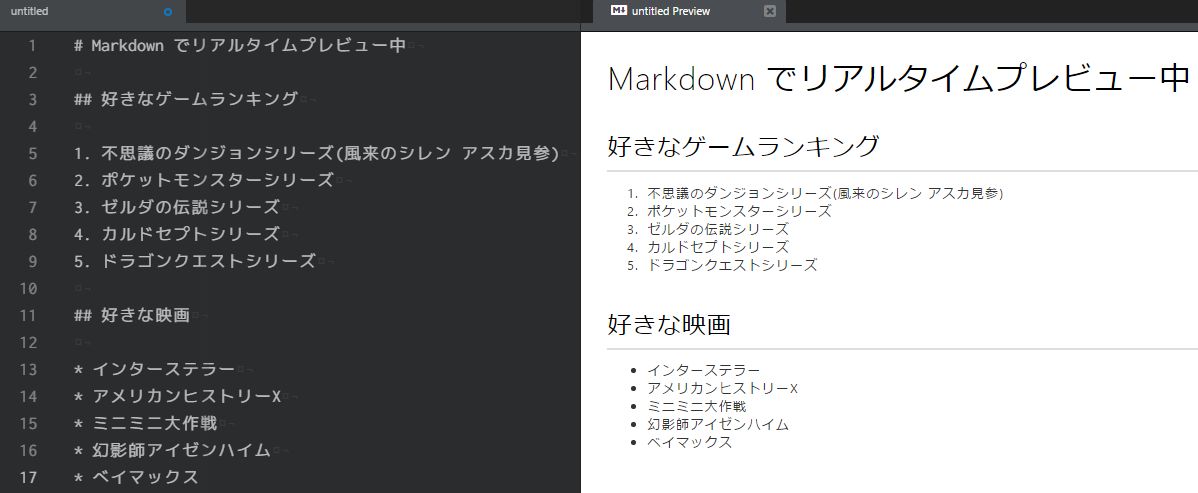 untitled
1 # Markdown でリアルタイムプレビュー中
2
3 ## 好きなゲームランキング
4
5 1. 不思議のダンジョンシリーズ(風来のシレン アスカ見参)
6 2. ポケットモンスターシリーズ
7 3. ゼルダの伝説シリーズ
8 4. カルドセプトシリーズ
9 5. ドラゴンクエストシリーズ
10
11 ## 好きな映画
12
13 * インターステラー
14 * アメリカンヒストリーX
15 * ミニミニ大作戦
16 * 幻影師アイゼンハイム
17 * ベイマックス
untitled Preview
Markdown でリアルタイムプレビュー中
好きなゲームランキング
1. 不思議のダンジョンシリーズ(風来のシレン アスカ見参)
2. ポケットモンスターシリーズ
3. ゼルダの伝説シリーズ
4. カルドセプトシリーズ
5. ドラゴンクエストシリーズ
好きな映画
• インターステラー
• アメリカンヒストリーX
• ミニミニ大作戦
• 幻影師アイゼンハイム
• ベイマックス